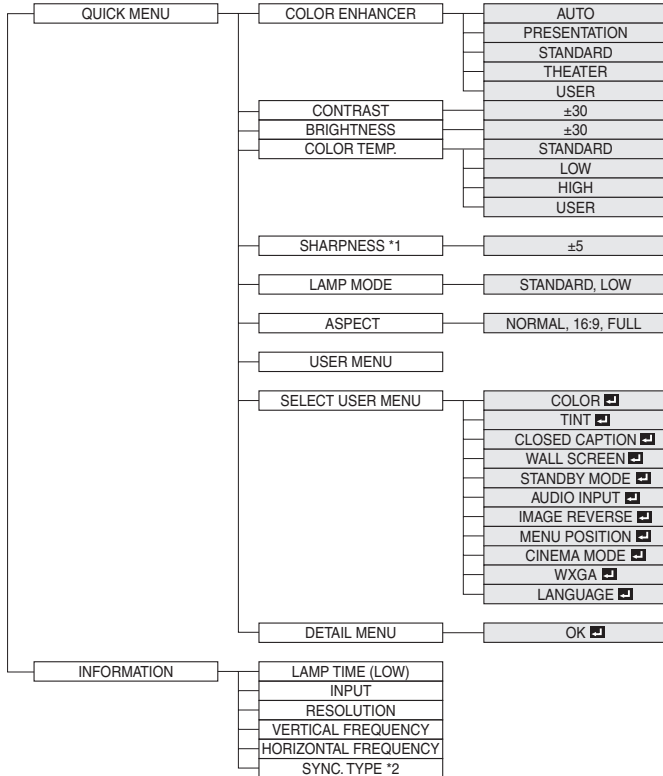 QUICK MENU
COLOR ENHANCER
AUTO
PRESENTATION
STANDARD
THEATER
USER
CONTRAST
±30
BRIGHTNESS
±30
COLOR TEMP.
STANDARD
LOW
HIGH
USER
SHARPNESS *1
±5
LAMP MODE
STANDARD, LOW
ASPECT
NORMAL, 16:9, FULL
USER MENU
SELECT USER MENU
COLOR
TINT
CLOSED CAPTION
WALL SCREEN
STANDBY MODE
AUDIO INPUT
IMAGE REVERSE
MENU POSITION
CINEMA MODE
WXGA
LANGUAGE
DETAIL MENU
OK
INFORMATION
LAMP TIME (LOW)
INPUT
RESOLUTION
VERTICAL FREQUENCY
HORIZONTAL FREQUENCY
SYNC. TYPE *2